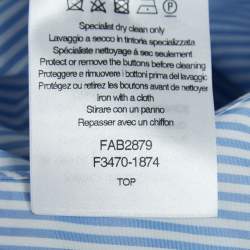 Specialist dry clean only
Lavaggio a secco in tintoria specializzata
Spécialiste nettoyage à sec seulement
Protect or remove the buttons before cleaning
Proteggere e rimuovere i bottoni prima del lavaggio
Protégez ou retirez les boutons avant de nettoyer
iron with a cloth
Stirare con un panno
Repasser avec un chiffon
FAB2879
F3470-1874
TOP